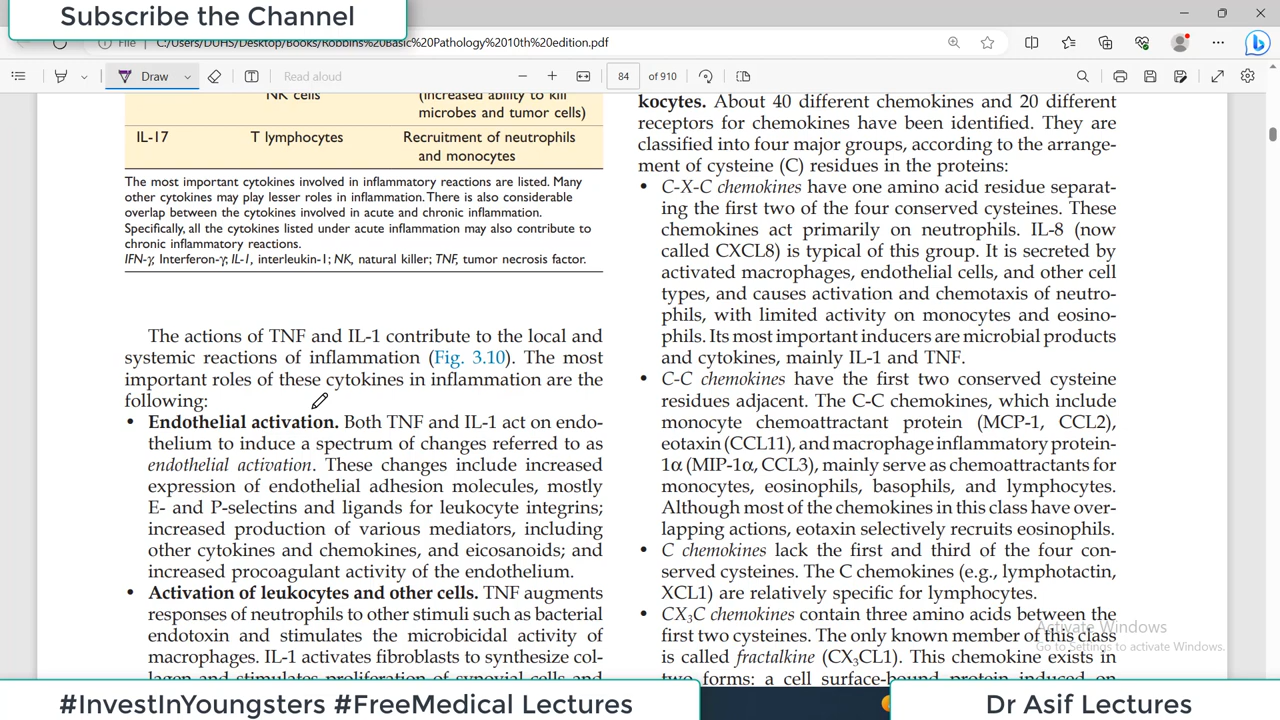 Subscribe the Channel
File
C:/Users/DUHS/Desktop/Books/Robbins%20Basic%20Pathology%2010th%20edition.pdf
Draw
Read aloud
84
of 910
NK cells
(increased ability to kill
microbes and tumor cells)
IL-17
T lymphocytes
Recruitment of neutrophils
and monocytes
The most important cytokines involved in inflammatory reactions are listed. Many
other cytokines may play lesser roles in inflammation. There is also considerable
overlap between the cytokines involved in acute and chronic inflammation.
Specifically, all the cytokines listed under acute inflammation may also contribute to
chronic inflammatory reactions.
IFN-γ, Interferon-γ; IL-1, interleukin-1; NK, natural killer; TNF, tumor necrosis factor.
The actions of TNF and IL-1 contribute to the local and
systemic reactions of inflammation (Fig. 3.10). The most
important roles of these cytokines in inflammation are the
following:
• Endothelial activation. Both TNF and IL-1 act on endo-
thelium to induce a spectrum of changes referred to as
endothelial activation. These changes include increased
expression of endothelial adhesion molecules, mostly
E- and P-selectins and ligands for leukocyte integrins;
increased production of various mediators, including
other cytokines and chemokines, and eicosanoids; and
increased procoagulant activity of the endothelium.
• Activation of leukocytes and other cells. TNF augments
responses of neutrophils to other stimuli such as bacterial
endotoxin and stimulates the microbicidal activity of
macrophages. IL-1 activates fibroblasts to synthesize col-
lagen and stimulates proliferation of synovial cells and
kocytes. About 40 different chemokines and 20 different
receptors for chemokines have been identified. They are
classified into four major groups, according to the arrange-
ment of cysteine (C) residues in the proteins:
• C-X-C chemokines have one amino acid residue separat-
ing the first two of the four conserved cysteines. These
chemokines act primarily on neutrophils. IL-8 (now
called CXCL8) is typical of this group. It is secreted by
activated macrophages, endothelial cells, and other cell
types, and causes activation and chemotaxis of neutro-
phils, with limited activity on monocytes and eosino-
phils. Its most important inducers are microbial products
and cytokines, mainly IL-1 and TNF.
• C-C chemokines have the first two conserved cysteine
residues adjacent. The C-C chemokines, which include
monocyte chemoattractant protein (MCP-1, CCL2),
eotaxin (CCL11), and macrophage inflammatory protein-
1α (MIP-1α, CCL3), mainly serve as chemoattractants for
monocytes, eosinophils, basophils, and lymphocytes.
Although most of the chemokines in this class have over-
lapping actions, eotaxin selectively recruits eosinophils.
• C chemokines lack the first and third of the four con-
served cysteines. The C chemokines (e.g., lymphotactin,
XCL1) are relatively specific for lymphocytes.
• CX₃C chemokines contain three amino acids between the
first two cysteines. The only known member of this class
is called fractalkine (CX₃CL1). This chemokine exists in
two forms: a cell surface-bound protein induced on
Activate Windows
Go to Settings to activate Windows.
#InvestInYoungsters #FreeMedical Lectures
Dr Asif Lectures